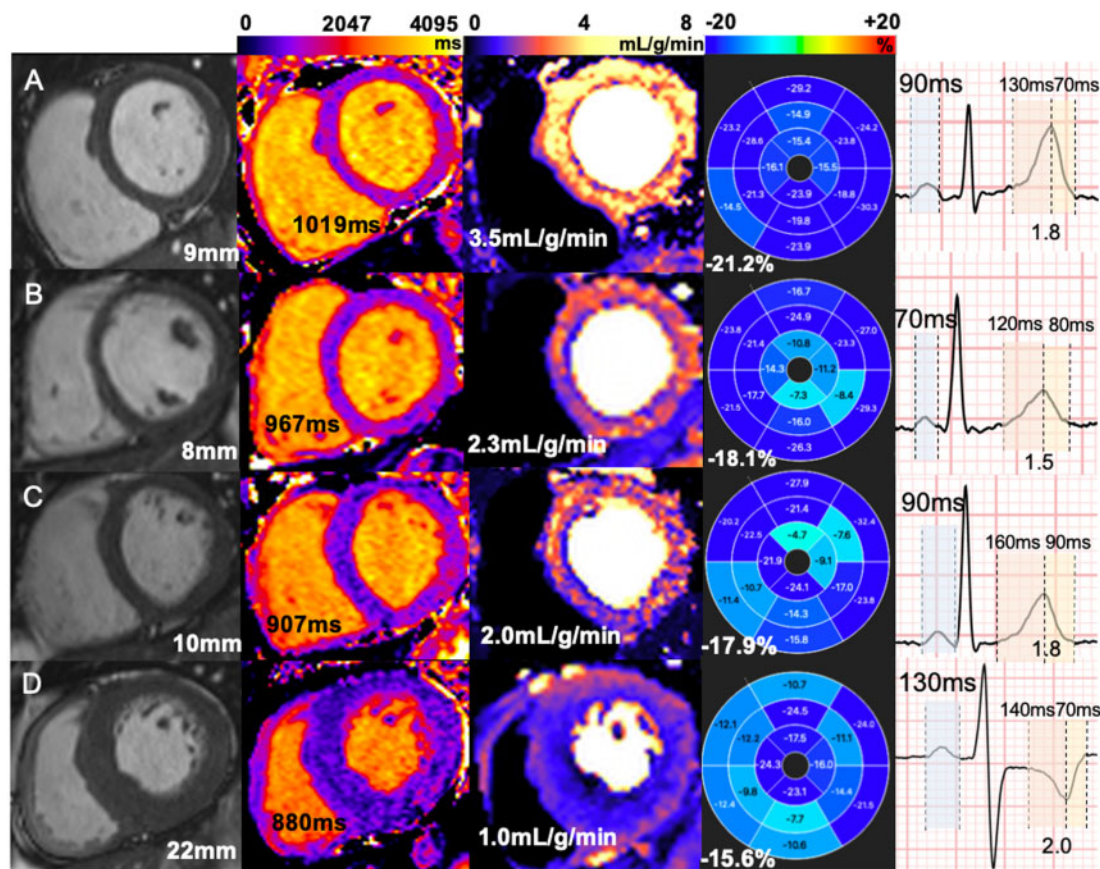 0 2047 4095 0 4 8 -20 +20
ms mL/g/min %
A
9mm
1019ms
3.5mL/g/min
-29.2
-23.2 -14.9 -24.2
-28.6 -23.8
-15.4
-16.1 -15.5
-14.5 -21.3 -23.9 -18.8 -30.3
-19.8
-23.9
-21.2%
90ms
130ms 70ms
1.8
B
8mm
967ms
2.3mL/g/min
-16.7
-23.8 -24.9 -27.0
-21.4 -23.3
-10.8
-14.3 -11.2
-21.5 -17.7 -7.3 -8.4 -29.3
-16.0
-26.3
-18.1%
70ms
120ms 80ms
1.5
C
10mm
907ms
2.0mL/g/min
-27.9
-20.2 -21.4 -32.4
-22.5 -7.6
-4.7
-21.9 -9.1
-11.4 -10.7 -24.1 -17.0 -23.8
-14.3
-15.8
-17.9%
90ms
160ms 90ms
1.8
D
22mm
880ms
1.0mL/g/min
-10.7
-12.1 -24.5 -24.0
-12.2 -11.1
-17.5
-24.3 -16.0
-12.4 -9.8 -23.1 -14.4 -21.5
-7.7
-10.6
-15.6%
130ms
140ms 70ms
2.0